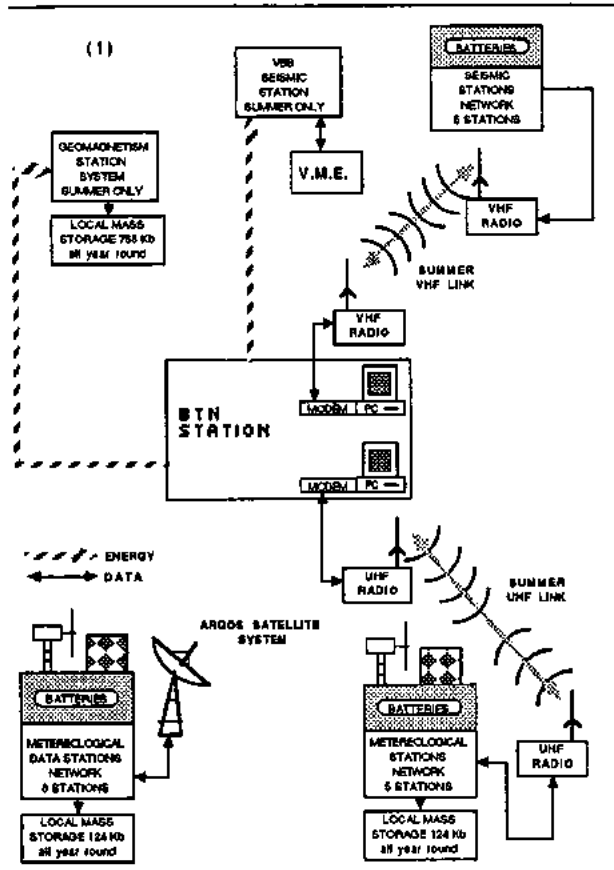 (1)
VBB
SEISMIC
STATION
SUMMER ONLY
V.M.E.
BATTERIES
SEISMIC
STATIONS
NETWORK
5 STATIONS
GEOMAGNETISM
STATION
SYSTEM
SUMMER ONLY
LOCAL MASS
STORAGE 768 Kb
all year round
VHF
RADIO
SUMMER
VHF LINK
VHF
RADIO
BTN
STATION
MODEM
PC
MODEM
PC
ENERGY
DATA
UHF
RADIO
SUMMER
UHF LINK
ARGOS SATELLITE
SYSTEM
BATTERIES
METEREOLOGICAL
DATA STATIONS
NETWORK
STATIONS
LOCAL MASS
STORAGE 124 Kb
all year round
BATTERIES
METEREOLOGICAL
STATIONS
NETWORK
5 STATIONS
LOCAL MASS
STORAGE 124 Kb
all year round
UHF
RADIO